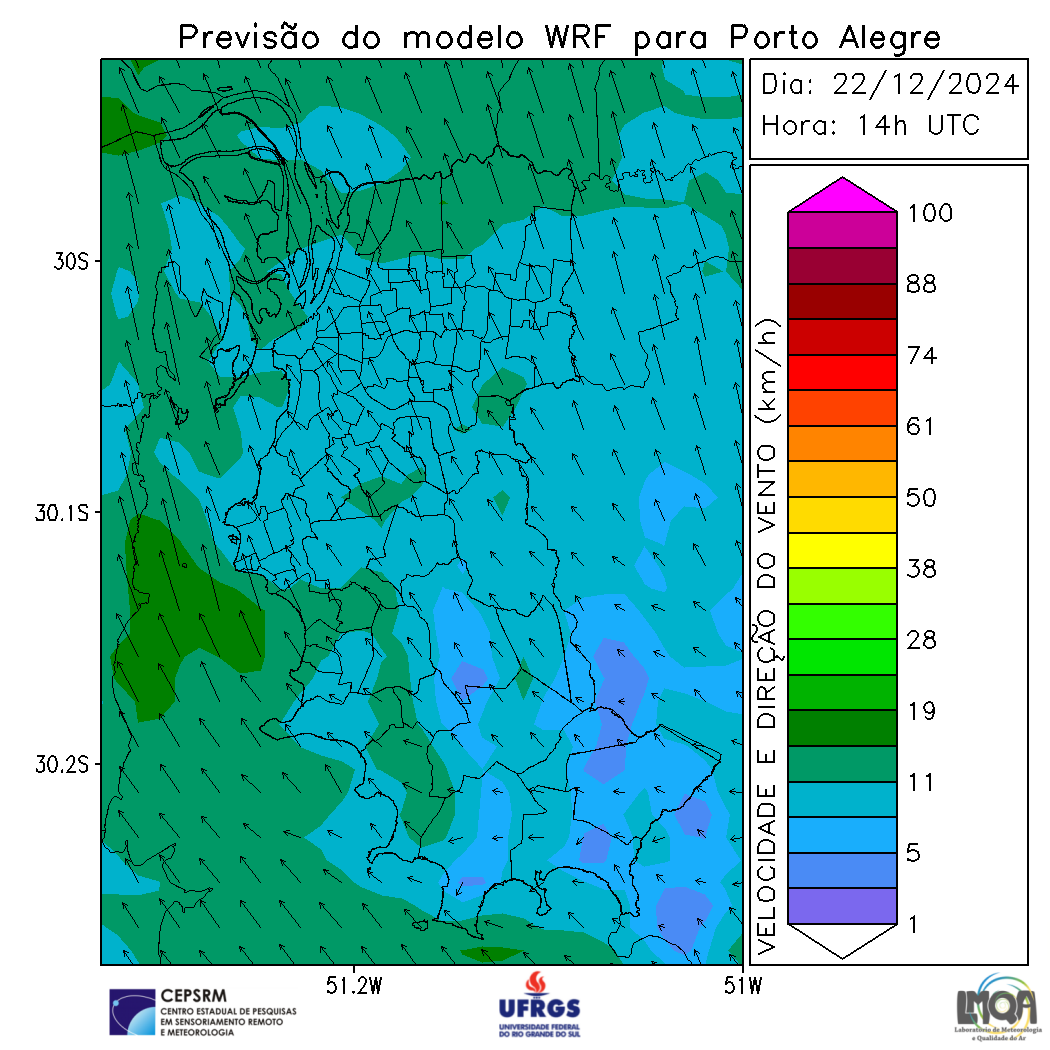 Previsão do modelo WRF para Porto Alegre
Dia: 22/12/2024
Hora: 14h UTC
30S
30.1S
30.2S
51.2W
51W
VELOCIDADE E DIREÇÃO DO VENTO (km/h)
100
88
74
61
50
38
28
19
11
5
1
CEPSRM
CENTRO ESTADUAL DE PESQUISAS
EM SENSORIAMENTO REMOTO
E METEOROLOGIA
UFRGS
UNIVERSIDADE FEDERAL
DO RIO GRANDE DO SUL
LMQA
Laboratório de Meteorologia
e Qualidade do Ar